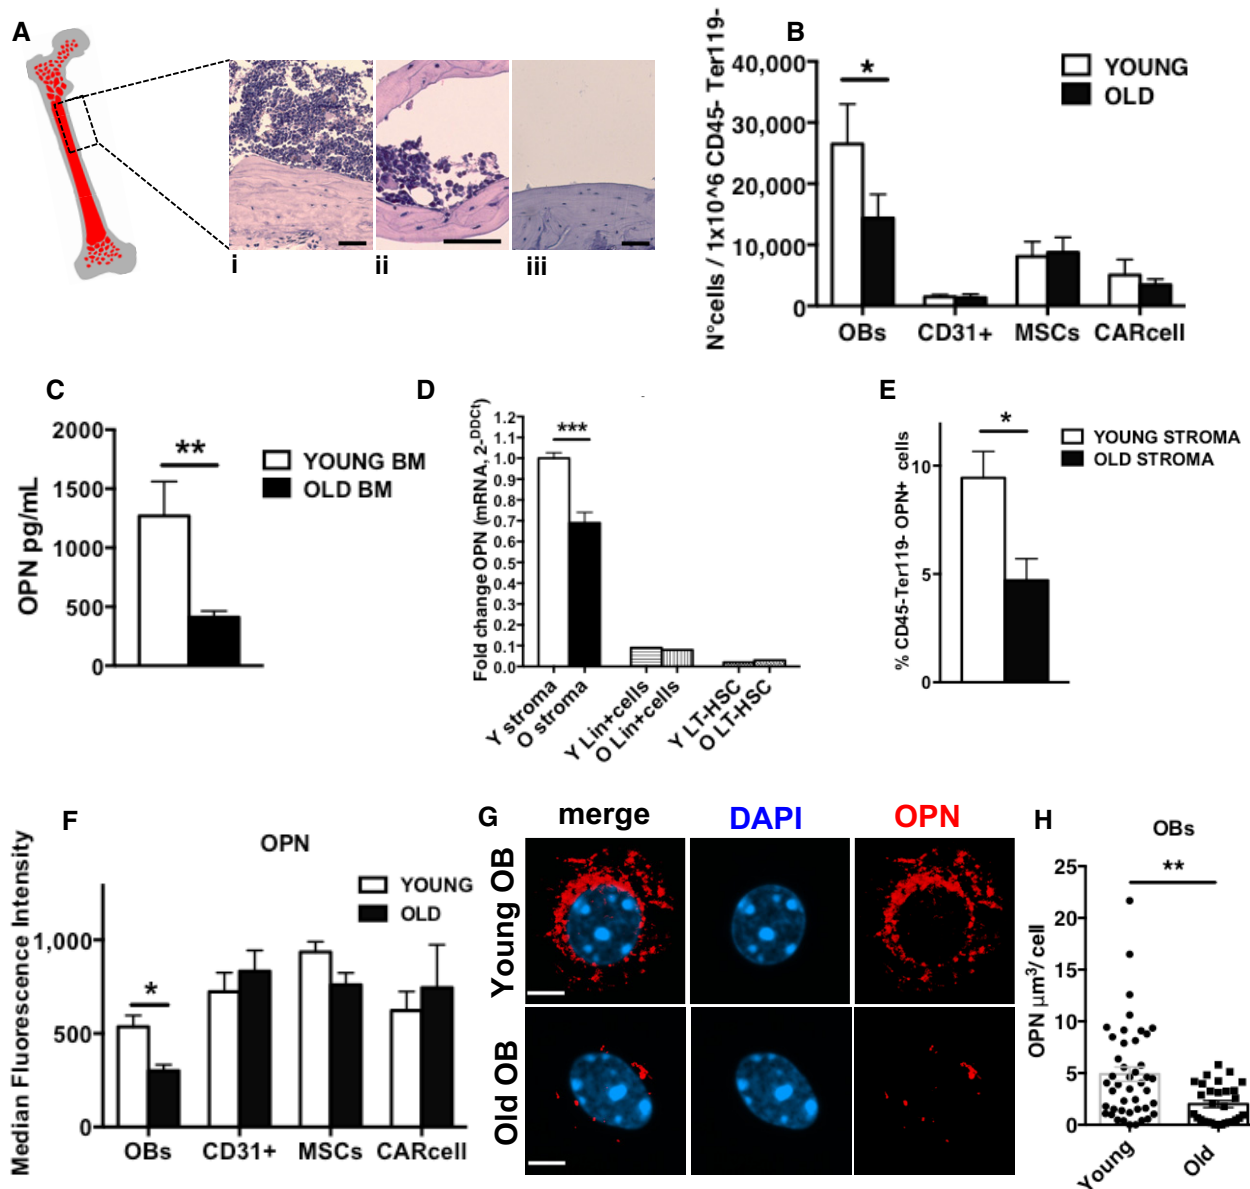 A
i
ii
iii
B
N°cells / 1x10^6 CD45- Ter119-
40,000
30,000
20,000
10,000
0
*
YOUNG
OLD
OBs CD31+ MSCs CARcell
C
OPN pg/mL
2000
1500
1000
500
0
**
YOUNG BM
OLD BM
D
Fold change OPN (mRNA, 2-DDCt)
1.2
1.1
1.0
0.9
0.8
0.7
0.6
0.5
0.4
0.3
0.2
0.1
0.0
***
Y stroma
O stroma
Y Lin+cells
O Lin+cells
Y LT-HSC
O LT-HSC
E
% CD45-Ter119- OPN+ cells
10
5
0
*
YOUNG STROMA
OLD STROMA
F
OPN
Median Fluorescence Intensity
1,000
500
0
*
YOUNG
OLD
OBs CD31+ MSCs CARcell
G
merge DAPI OPN
Young OB
Old OB
H
OBs
OPN μm3/ cell
25
20
15
10
5
0
**
Young
Old